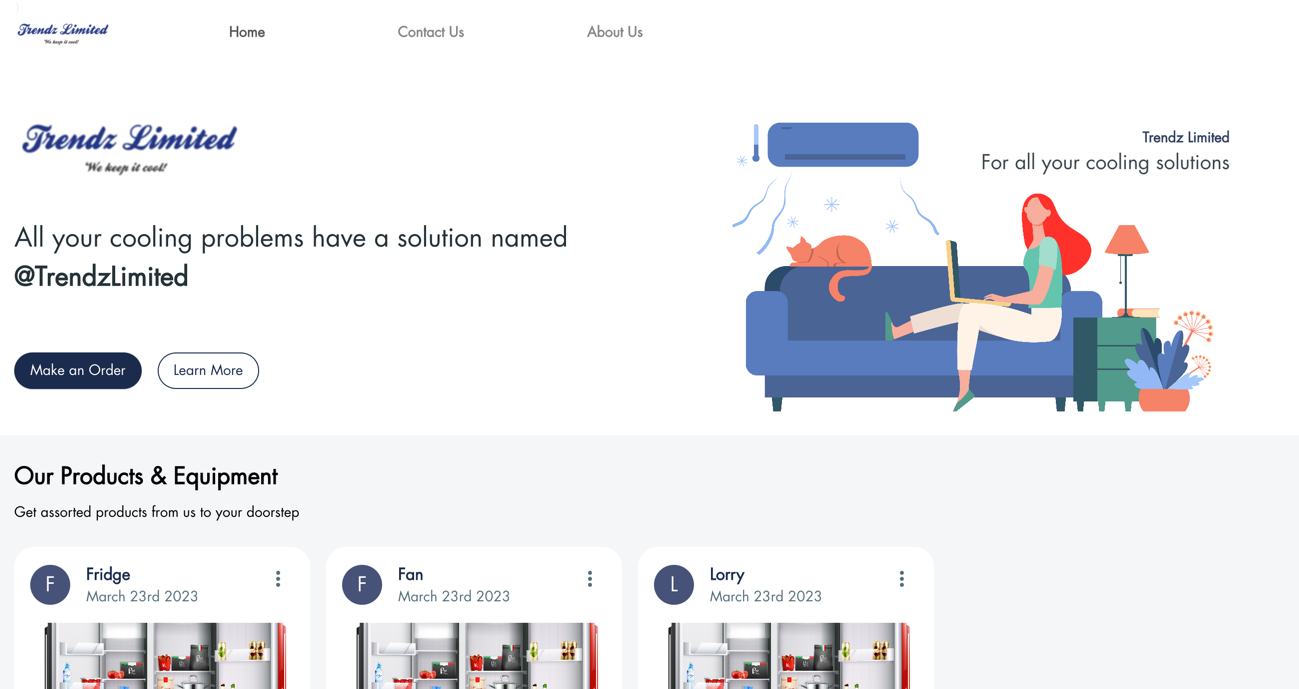 Trendz Limited
"We keep it cool!
Home
Contact Us
About Us
Trendz Limited
"We keep it cool!
All your cooling problems have a solution named
@TrendzLimited
Make an Order
Learn More
Trendz Limited
For all your cooling solutions
Our Products & Equipment
Get assorted products from us to your doorstep
F
Fridge
March 23rd 2023
F
Fan
March 23rd 2023
L
Lorry
March 23rd 2023